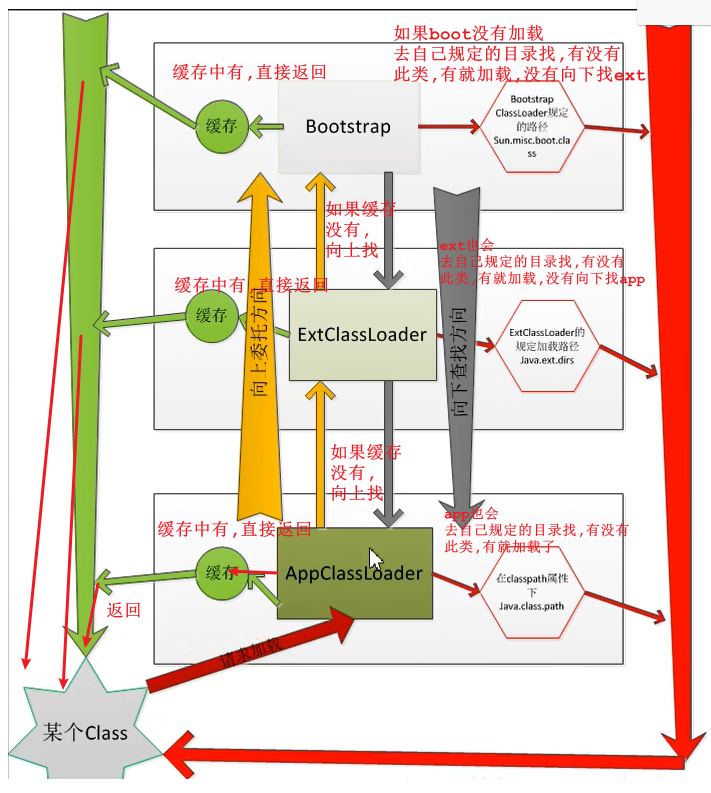 如果boot没有加载
去自己规定的目录找,有没有
此类,有就加载,没有向下找ext
缓存中有,直接返回
缓存
Bootstrap
Bootstrap
ClassLoader规定
的路径
Sun.misc.boot.cla
ss
如果缓存
没有,
向上找
ext也会
去自己规定的目录找,有没有
此类,有就加载,没有向下找app
缓存中有,直接返回
缓存
ExtClassLoader
ExtClassLoader的
规定加载路径
Java.ext.dirs
向上委托方向
向下查找方向
如果缓存
没有,
向上找
app也会
去自己规定的目录找,有没有
此类,有就加载了
缓存中有,直接返回
缓存
AppClassLoader
在classpath属性
下
Java.class.path
返回
请求加载
某个Class